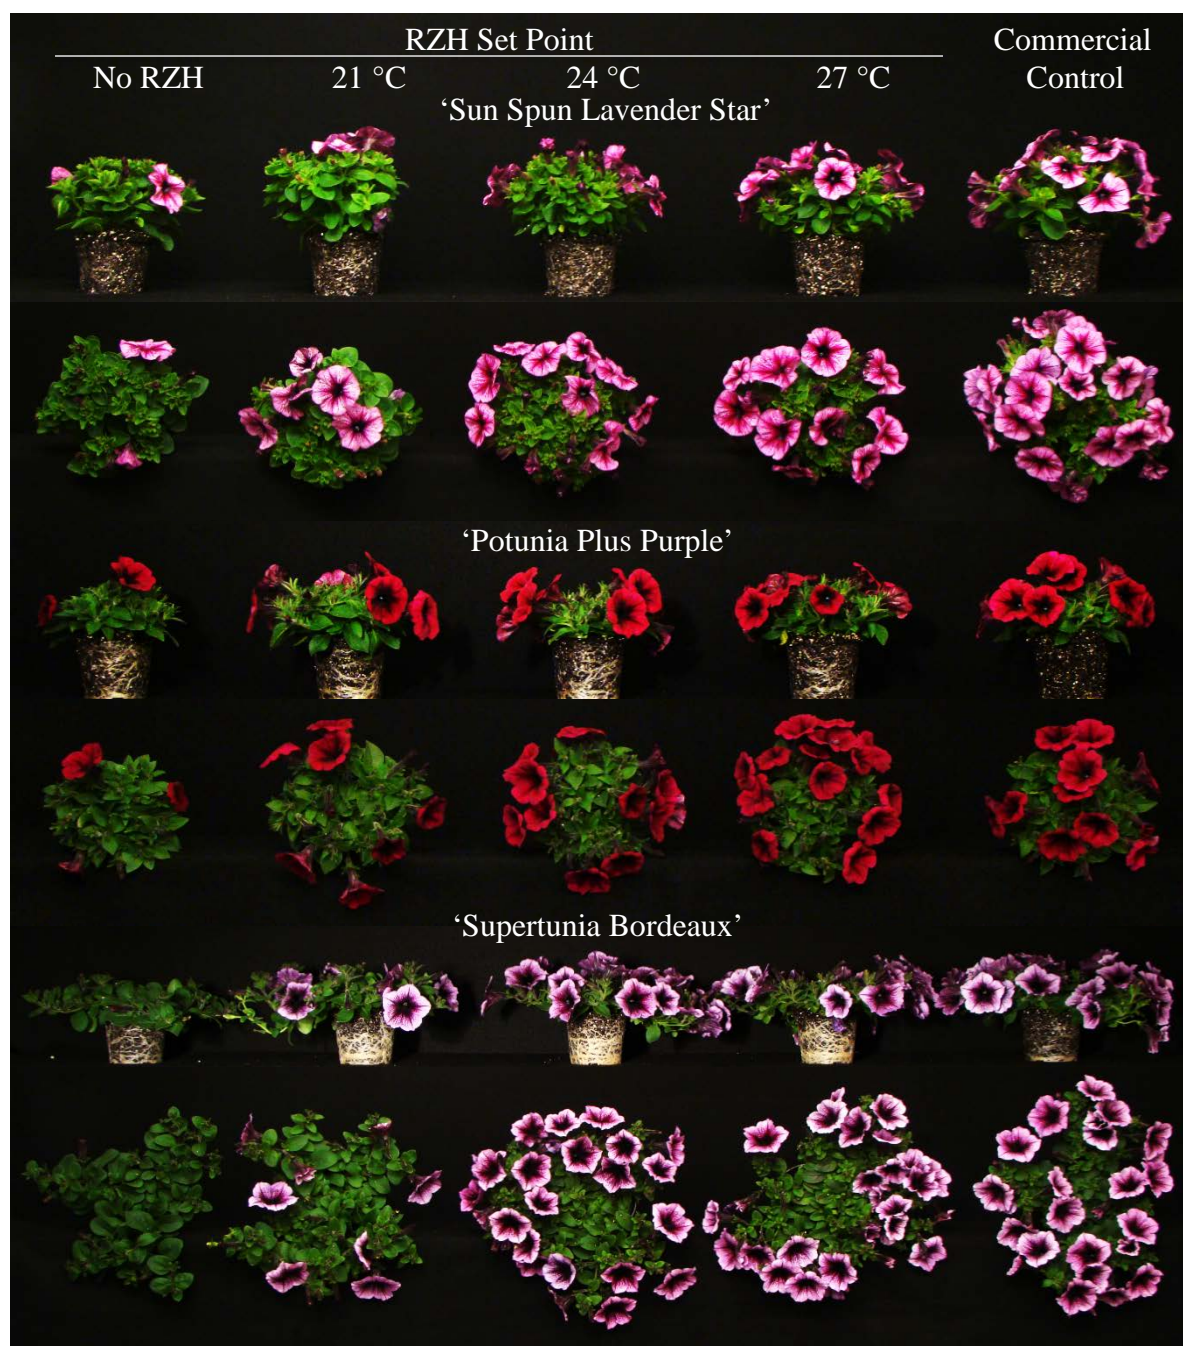 RZH Set Point
Commercial Control
No RZH 21 °C 24 °C 27 °C
‘Sun Spun Lavender Star’
‘Potunia Plus Purple’
‘Supertunia Bordeaux’